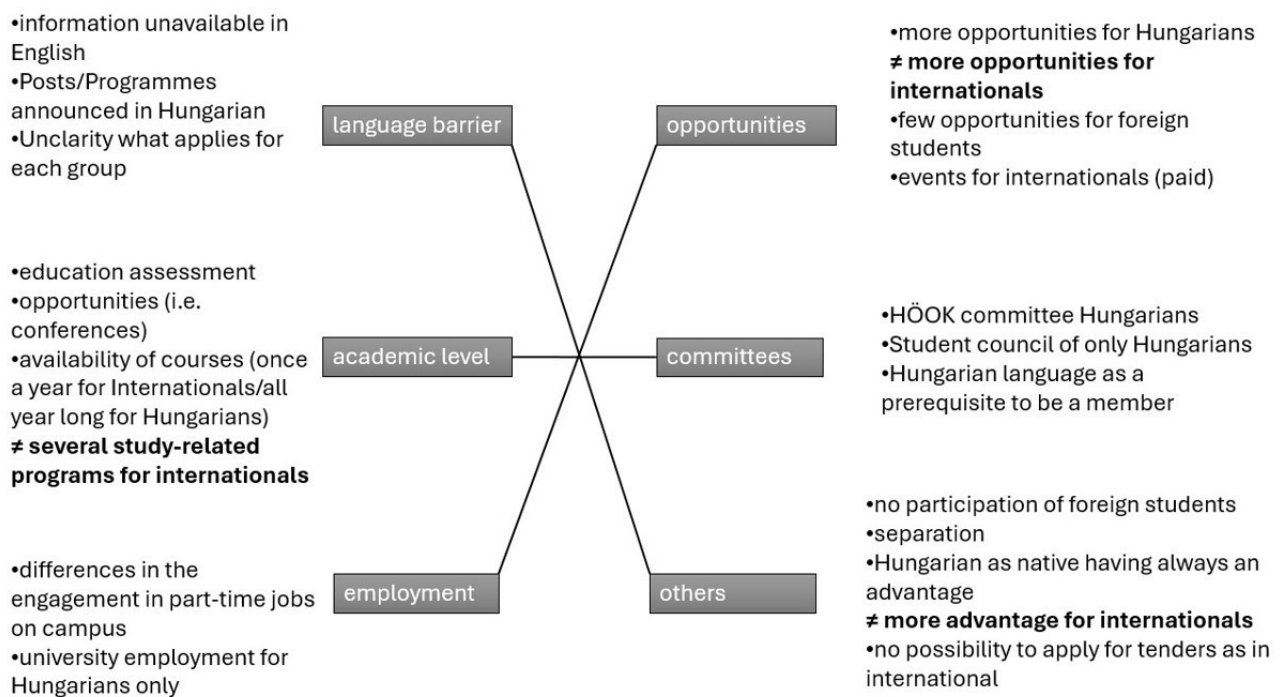 •information unavailable in
English
•Posts/Programmes
announced in Hungarian
•Unclarity what applies for
each group
language barrier
opportunities
•more opportunities for Hungarians
≠ more opportunities for
internationals
•few opportunities for foreign
students
•events for internationals (paid)
•education assessment
•opportunities (i.e.
conferences)
•availability of courses (once
a year for Internationals/all
year long for Hungarians)
≠ several study-related
programs for internationals
academic level
committees
•HÖOK committee Hungarians
•Student council of only Hungarians
•Hungarian language as a
prerequisite to be a member
•differences in the
engagement in part-time jobs
on campus
•university employment for
Hungarians only
employment
others
•no participation of foreign students
•separation
•Hungarian as native having always an
advantage
≠ more advantage for internationals
•no possibility to apply for tenders as in
international